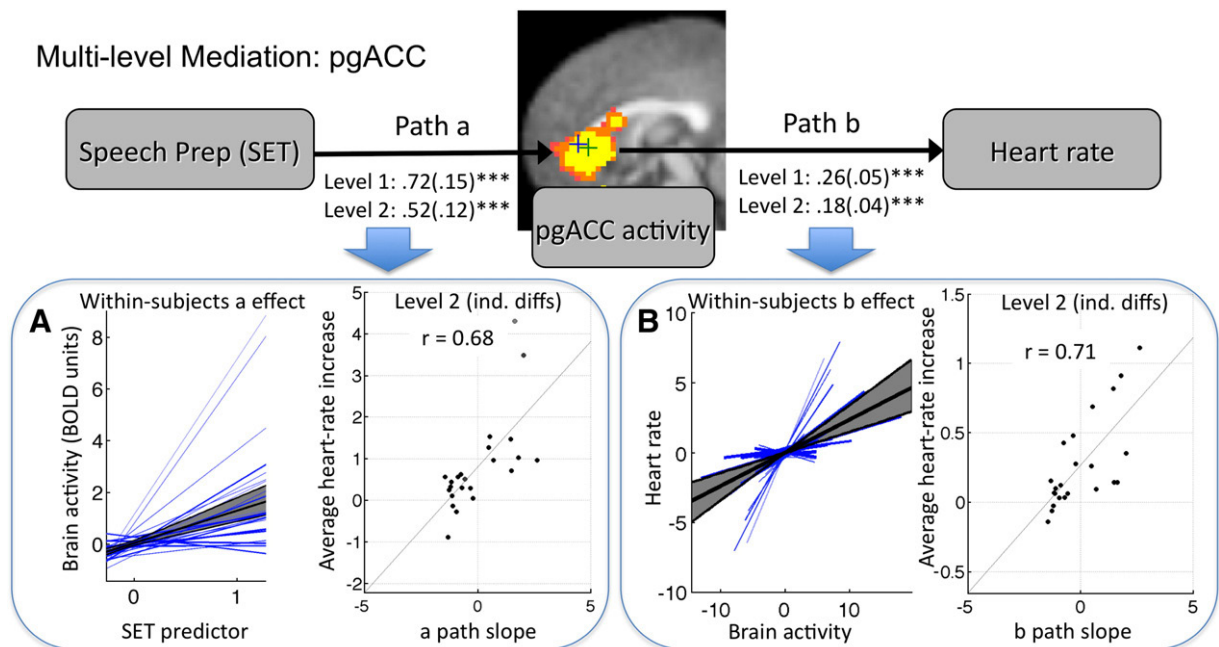 Multi-level Mediation: pgACC
Speech Prep (SET)
Path a
Level 1: .72(.15)***
Level 2: .52(.12)***
pgACC activity
Path b
Level 1: .26(.05)***
Level 2: .18(.04)***
Heart rate
A
Within-subjects a effect
Brain activity (BOLD units)
8
6
4
2
0
0 1
SET predictor
Level 2 (ind. diffs)
r = 0.68
Average heart-rate increase
5
4
3
2
1
0
-1
-2
-5 0 5
a path slope
B
Within-subjects b effect
Heart rate
10
5
0
-5
-10
-10 0 10
Brain activity
Level 2 (ind. diffs)
r = 0.71
Average heart-rate increase
1.5
1
0.5
0
-0.5
-5 0 5
b path slope